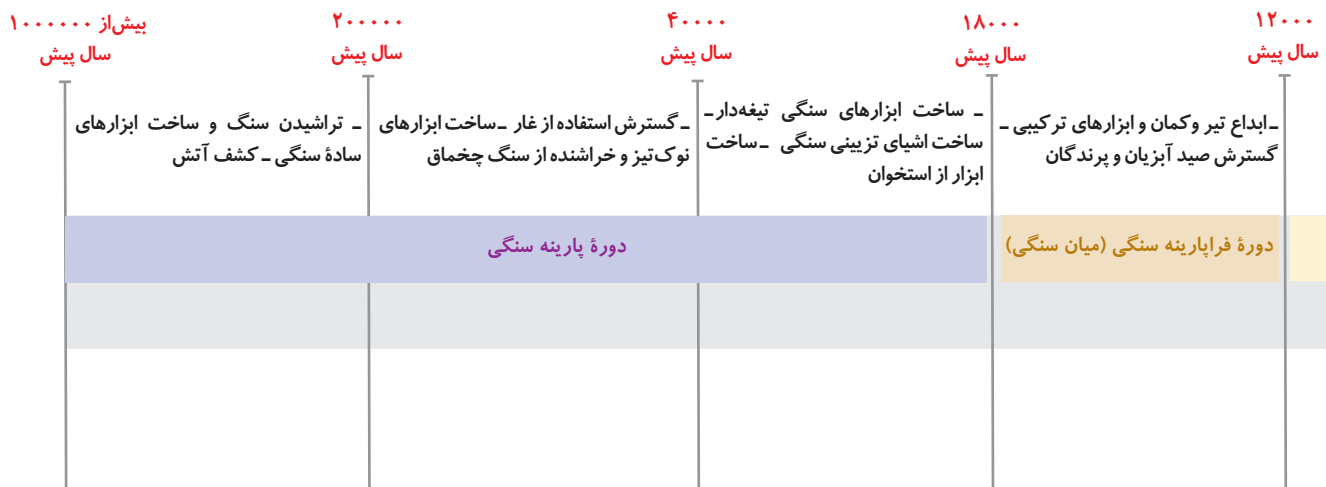 بیش‌از ۱۰۰۰۰۰۰
سال پیش
۲۰۰۰۰۰
سال پیش
۴۰۰۰۰
سال پیش
۱۸۰۰۰
سال پیش
۱۲۰۰۰
سال پیش
ـ تراشیدن سنگ و ساخت ابزارهای
سادهٔ سنگی ـ کشف آتش
ـ گسترش استفاده از غار ـ ساخت ابزارهای
نوک‌تیز و خراشنده از سنگ چخماق
ـ ساخت ابزارهای سنگی تیغه‌دار ـ
ساخت اشیای تزیینی سنگی ـ ساخت
ابزار از استخوان
ـ ابداع تیر و کمان و ابزارهای ترکیبی ـ
گسترش صید آبزیان و پرندگان
دورهٔ پارینه سنگی
دورهٔ فراپارینه سنگی (میان سنگی)